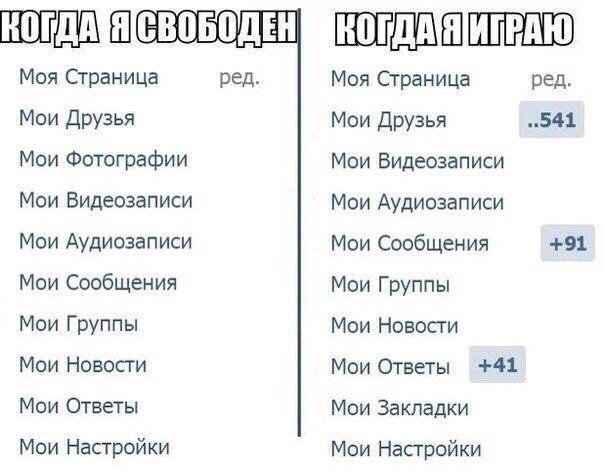 КОГДА Я СВОБОДЕН
Моя Страница ред.
Мои Друзья
Мои Фотографии
Мои Видеозаписи
Мои Аудиозаписи
Мои Сообщения
Мои Группы
Мои Новости
Мои Ответы
Мои Настройки
КОГДА Я ИГРАЮ
Моя Страница ред.
Мои Друзья ..541
Мои Видеозаписи
Мои Аудиозаписи
Мои Сообщения +91
Мои Группы
Мои Новости
Мои Ответы +41
Мои Закладки
Мои Настройки